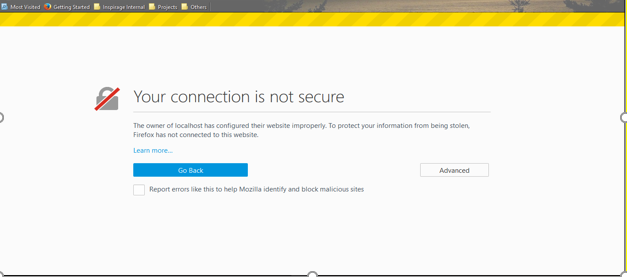 Most Visited Getting Started Inspirage Internal Projects Others
Your connection is not secure
The owner of localhost has configured their website improperly. To protect your information from being stolen,
Firefox has not connected to this website.
Learn more...
Go Back Advanced
Report errors like this to help Mozilla identify and block malicious sites